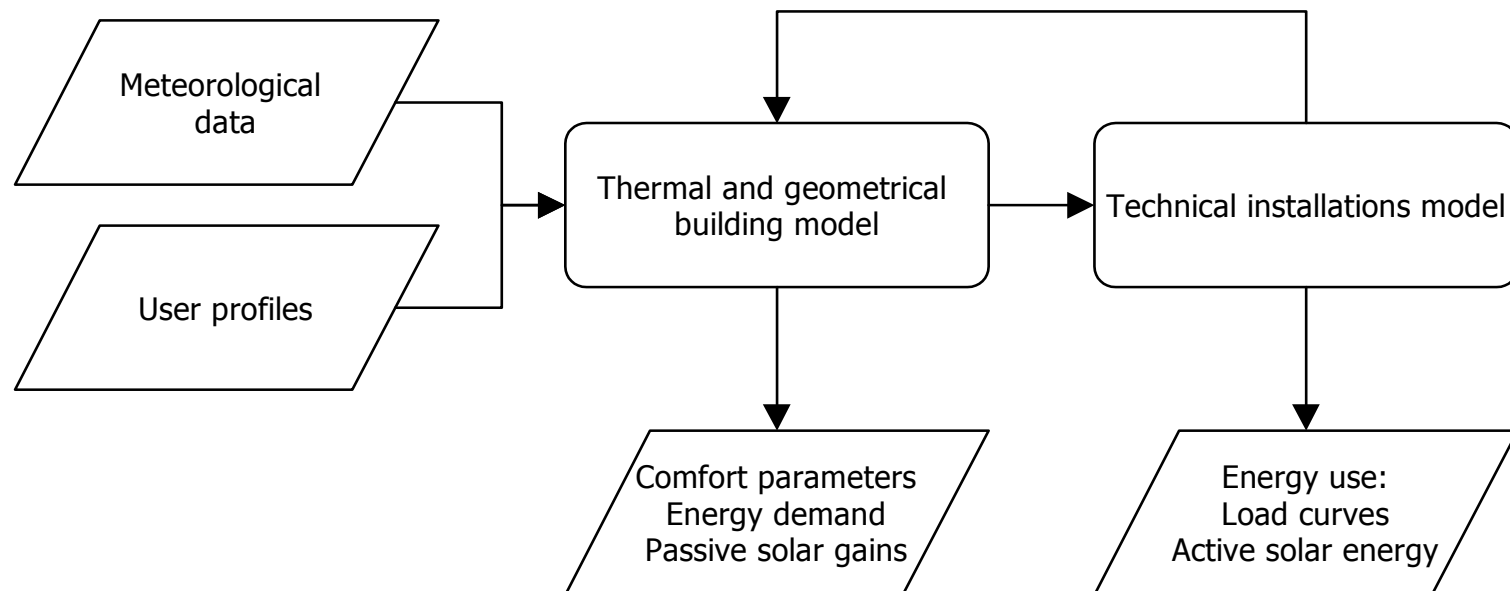 Meteorological
data
User profiles
Thermal and geometrical
building model
Technical installations model
Comfort parameters
Energy demand
Passive solar gains
Energy use:
Load curves
Active solar energy